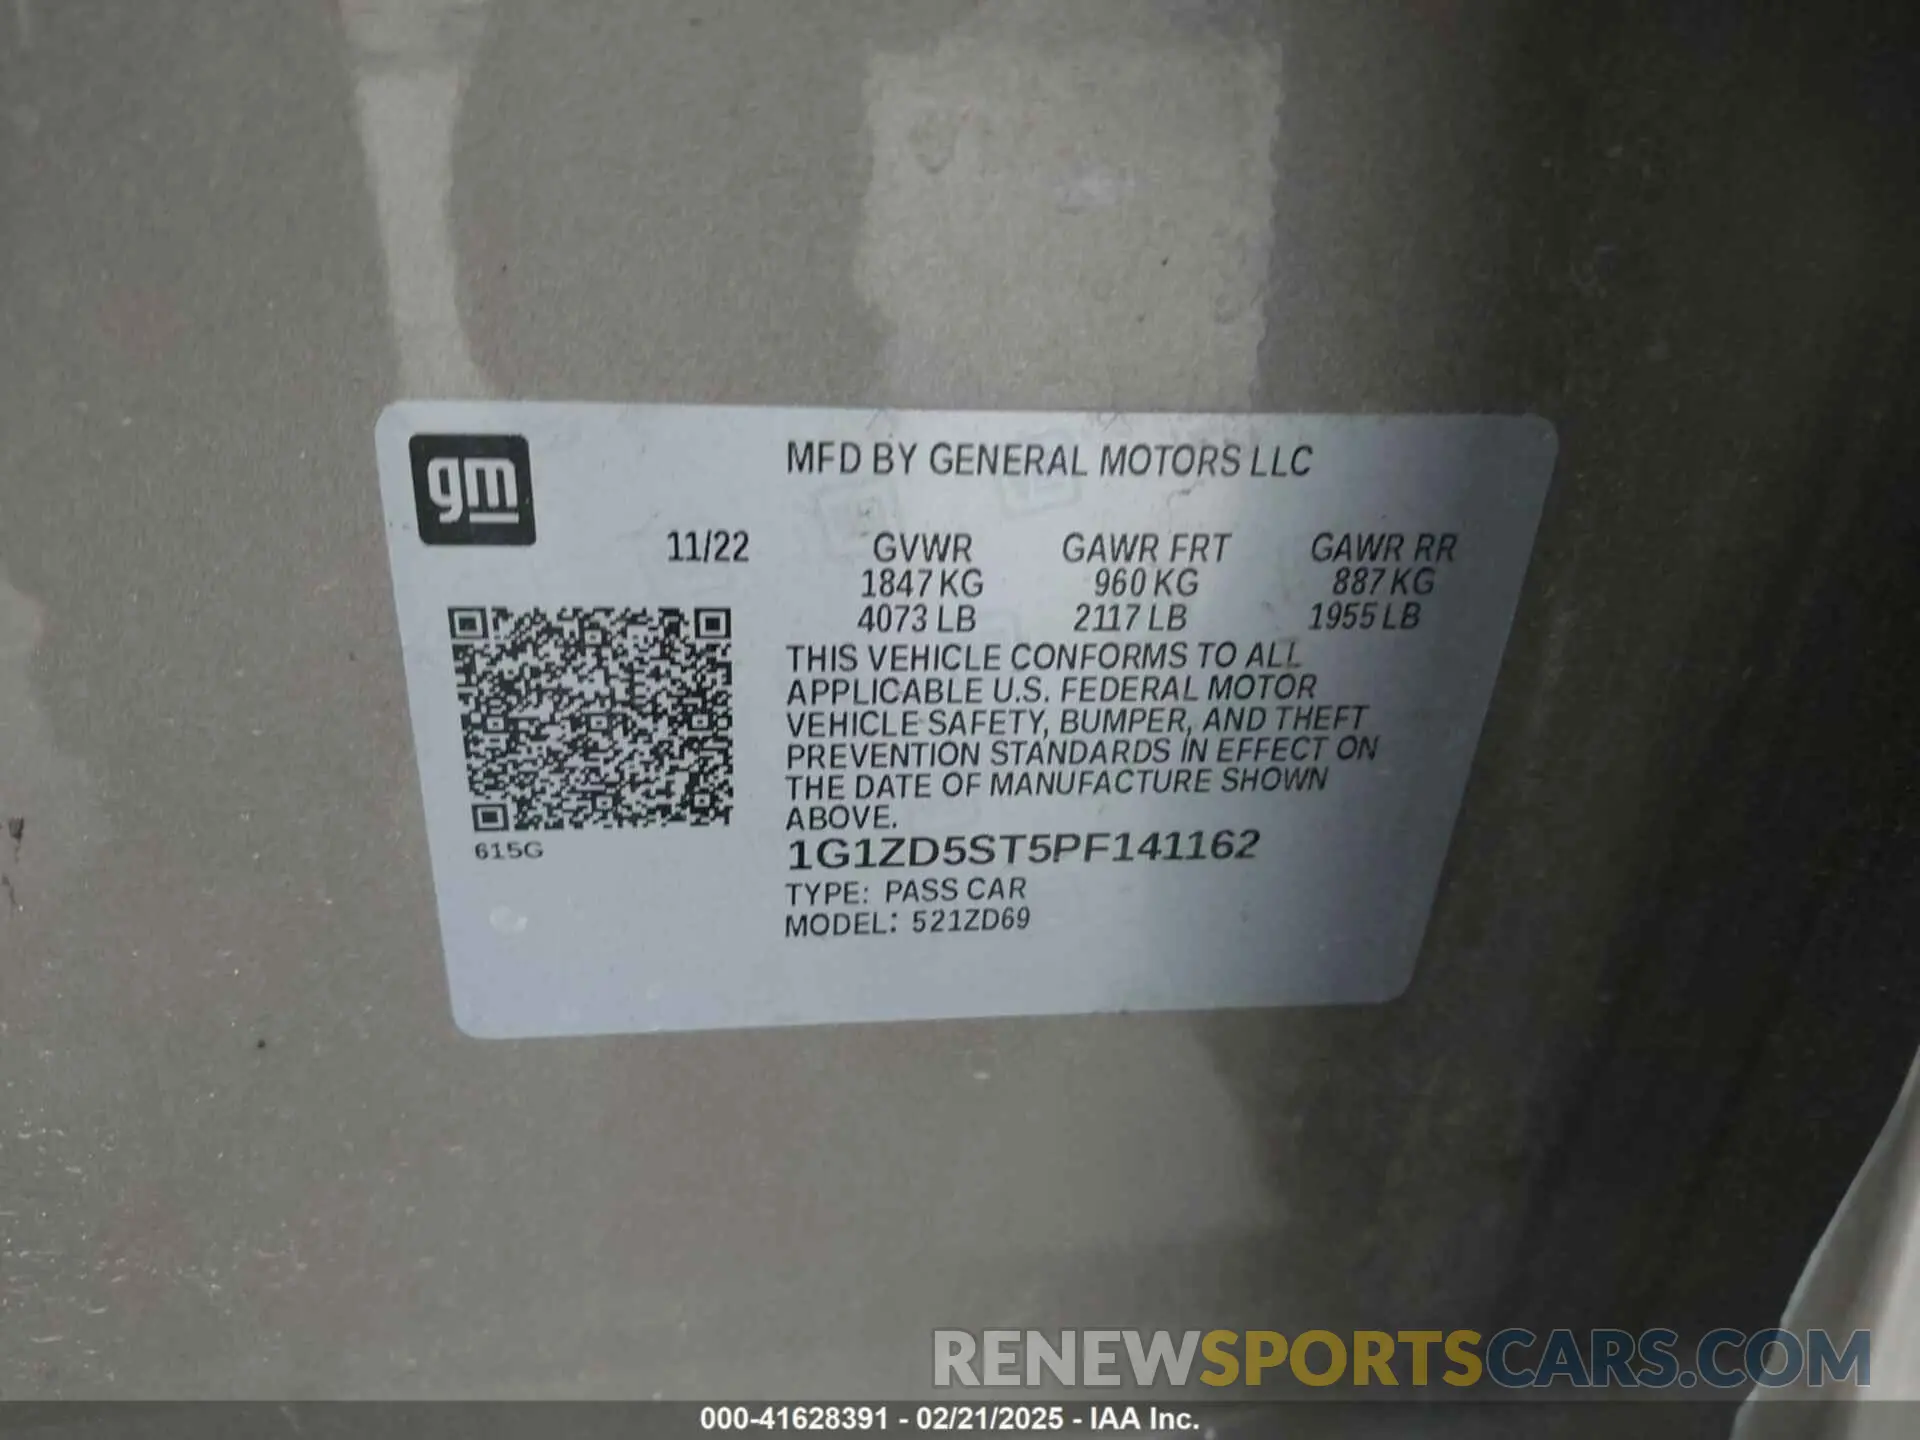 gm
MFD BY GENERAL MOTORS LLC
11/22 GVWR GAWR FRT GAWR RR
1847 KG 960 KG 887 KG
4073 LB 2117 LB 1955 LB
THIS VEHICLE CONFORMS TO ALL
APPLICABLE U.S. FEDERAL MOTOR
VEHICLE SAFETY, BUMPER, AND THEFT
PREVENTION STANDARDS IN EFFECT ON
THE DATE OF MANUFACTURE SHOWN
ABOVE.
615G
1G1ZD5ST5PF141162
TYPE: PASS CAR
MODEL: 521ZD69
RENEWSPORTSCARS.COM
000-41628391 - 02/21/2025 - IAA Inc.